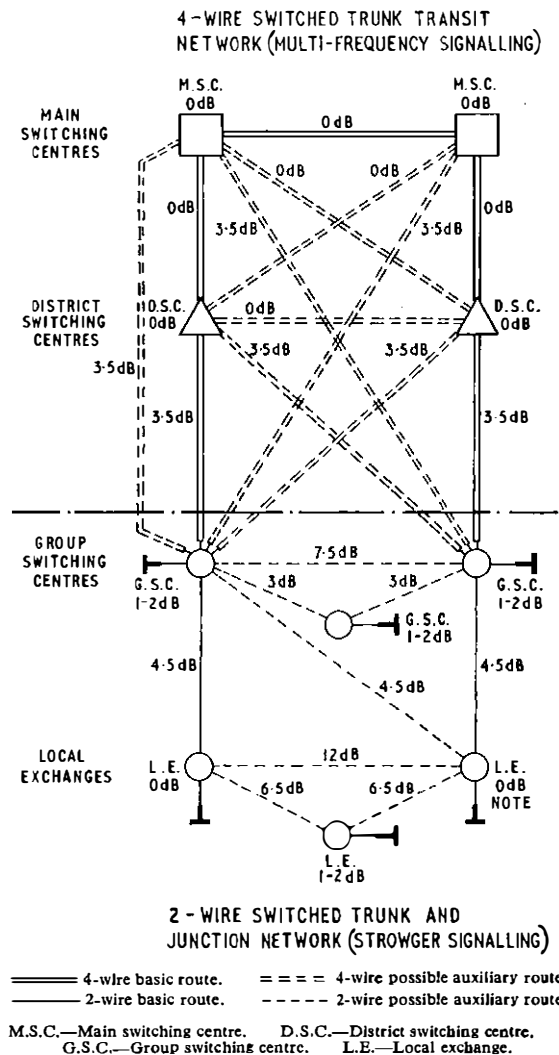 4-WIRE SWITCHED TRUNK TRANSIT
NETWORK (MULTI-FREQUENCY SIGNALLING)
M.S.C.
0dB
M.S.C.
0dB
MAIN
SWITCHING
CENTRES
0dB
0dB
0dB
0dB
0dB
3·5dB
3·5dB
DISTRICT
SWITCHING
CENTRES
D.S.C.
0dB
0dB
D.S.C.
0dB
3·5dB
3·5dB
3·5dB
3·5dB
3·5dB
GROUP
SWITCHING
CENTRES
7·5dB
G.S.C.
1-2dB
3dB
3dB
G.S.C.
1-2dB
G.S.C.
1-2dB
4·5dB
4·5dB
4·5dB
LOCAL
EXCHANGES
12dB
L.E.
0dB
6·5dB
6·5dB
L.E.
0dB
NOTE
L.E.
1-2dB
2-WIRE SWITCHED TRUNK AND
JUNCTION NETWORK (STROWGER SIGNALLING)
4-wire basic route. 4-wire possible auxiliary route
2-wire basic route. 2-wire possible auxiliary route
M.S.C.—Main switching centre. D.S.C.—District switching centre.
G.S.C.—Group switching centre. L.E.—Local exchange.